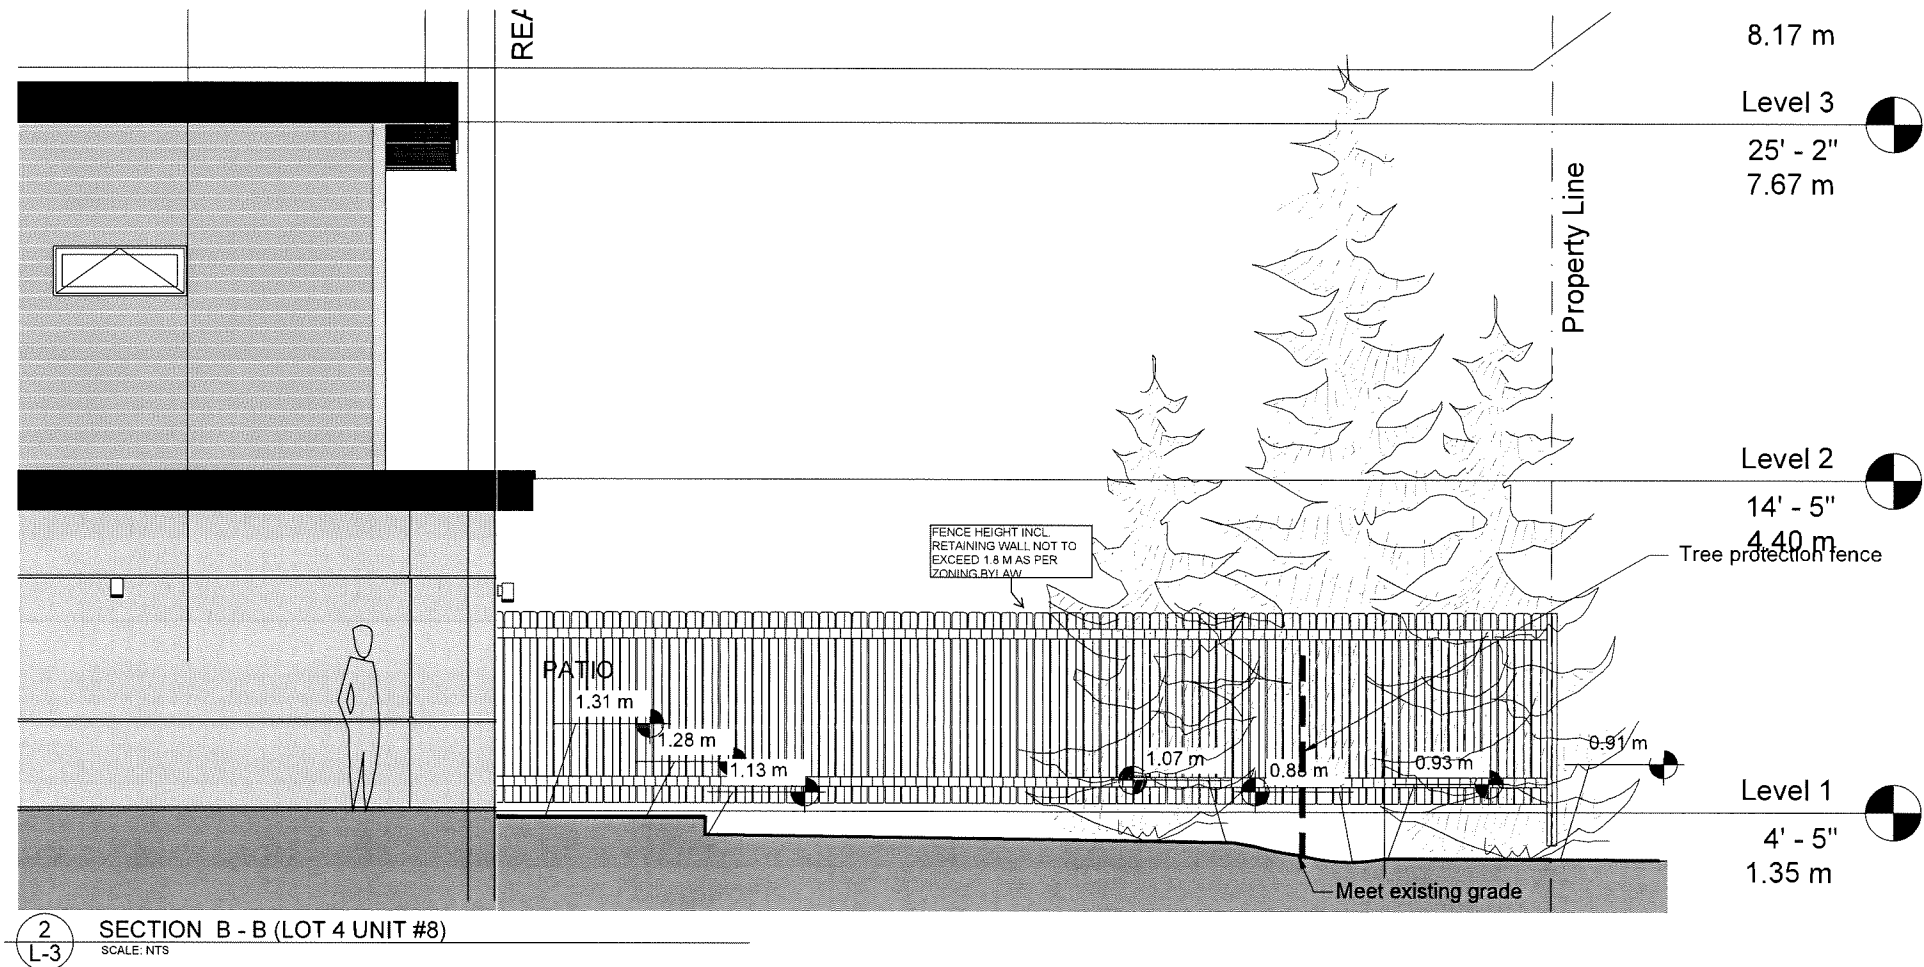 REA
8.17 m
Level 3
25' - 2"
7.67 m
Property Line
Level 2
14' - 5"
4.40 m
Tree protection fence
FENCE HEIGHT INCL.
RETAINING WALL NOT TO
EXCEED 1.8 M AS PER
ZONING BYLAW
PATIO
1.31 m
1.28 m
1.13 m
1.07 m
0.88 m
0.93 m
0.91 m
Level 1
4' - 5"
1.35 m
Meet existing grade
2
L-3
SECTION B - B (LOT 4 UNIT #8)
SCALE: NTS